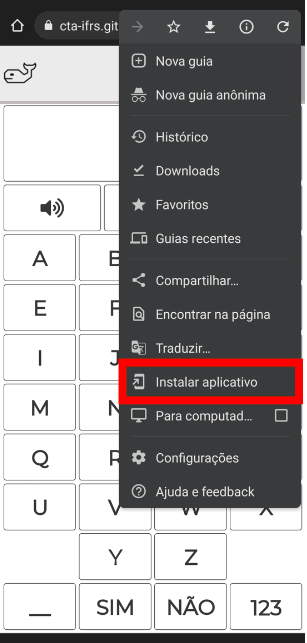 cta-ifrs.git
Nova guia
Nova guia anônima
Histórico
Downloads
Favoritos
Guias recentes
Compartilhar...
Encontrar na página
Traduzir...
Instalar aplicativo
Para computad...
Configurações
Ajuda e feedback
A
E
I
M
Q
U V W X
Y Z
__ SIM NÃO 123